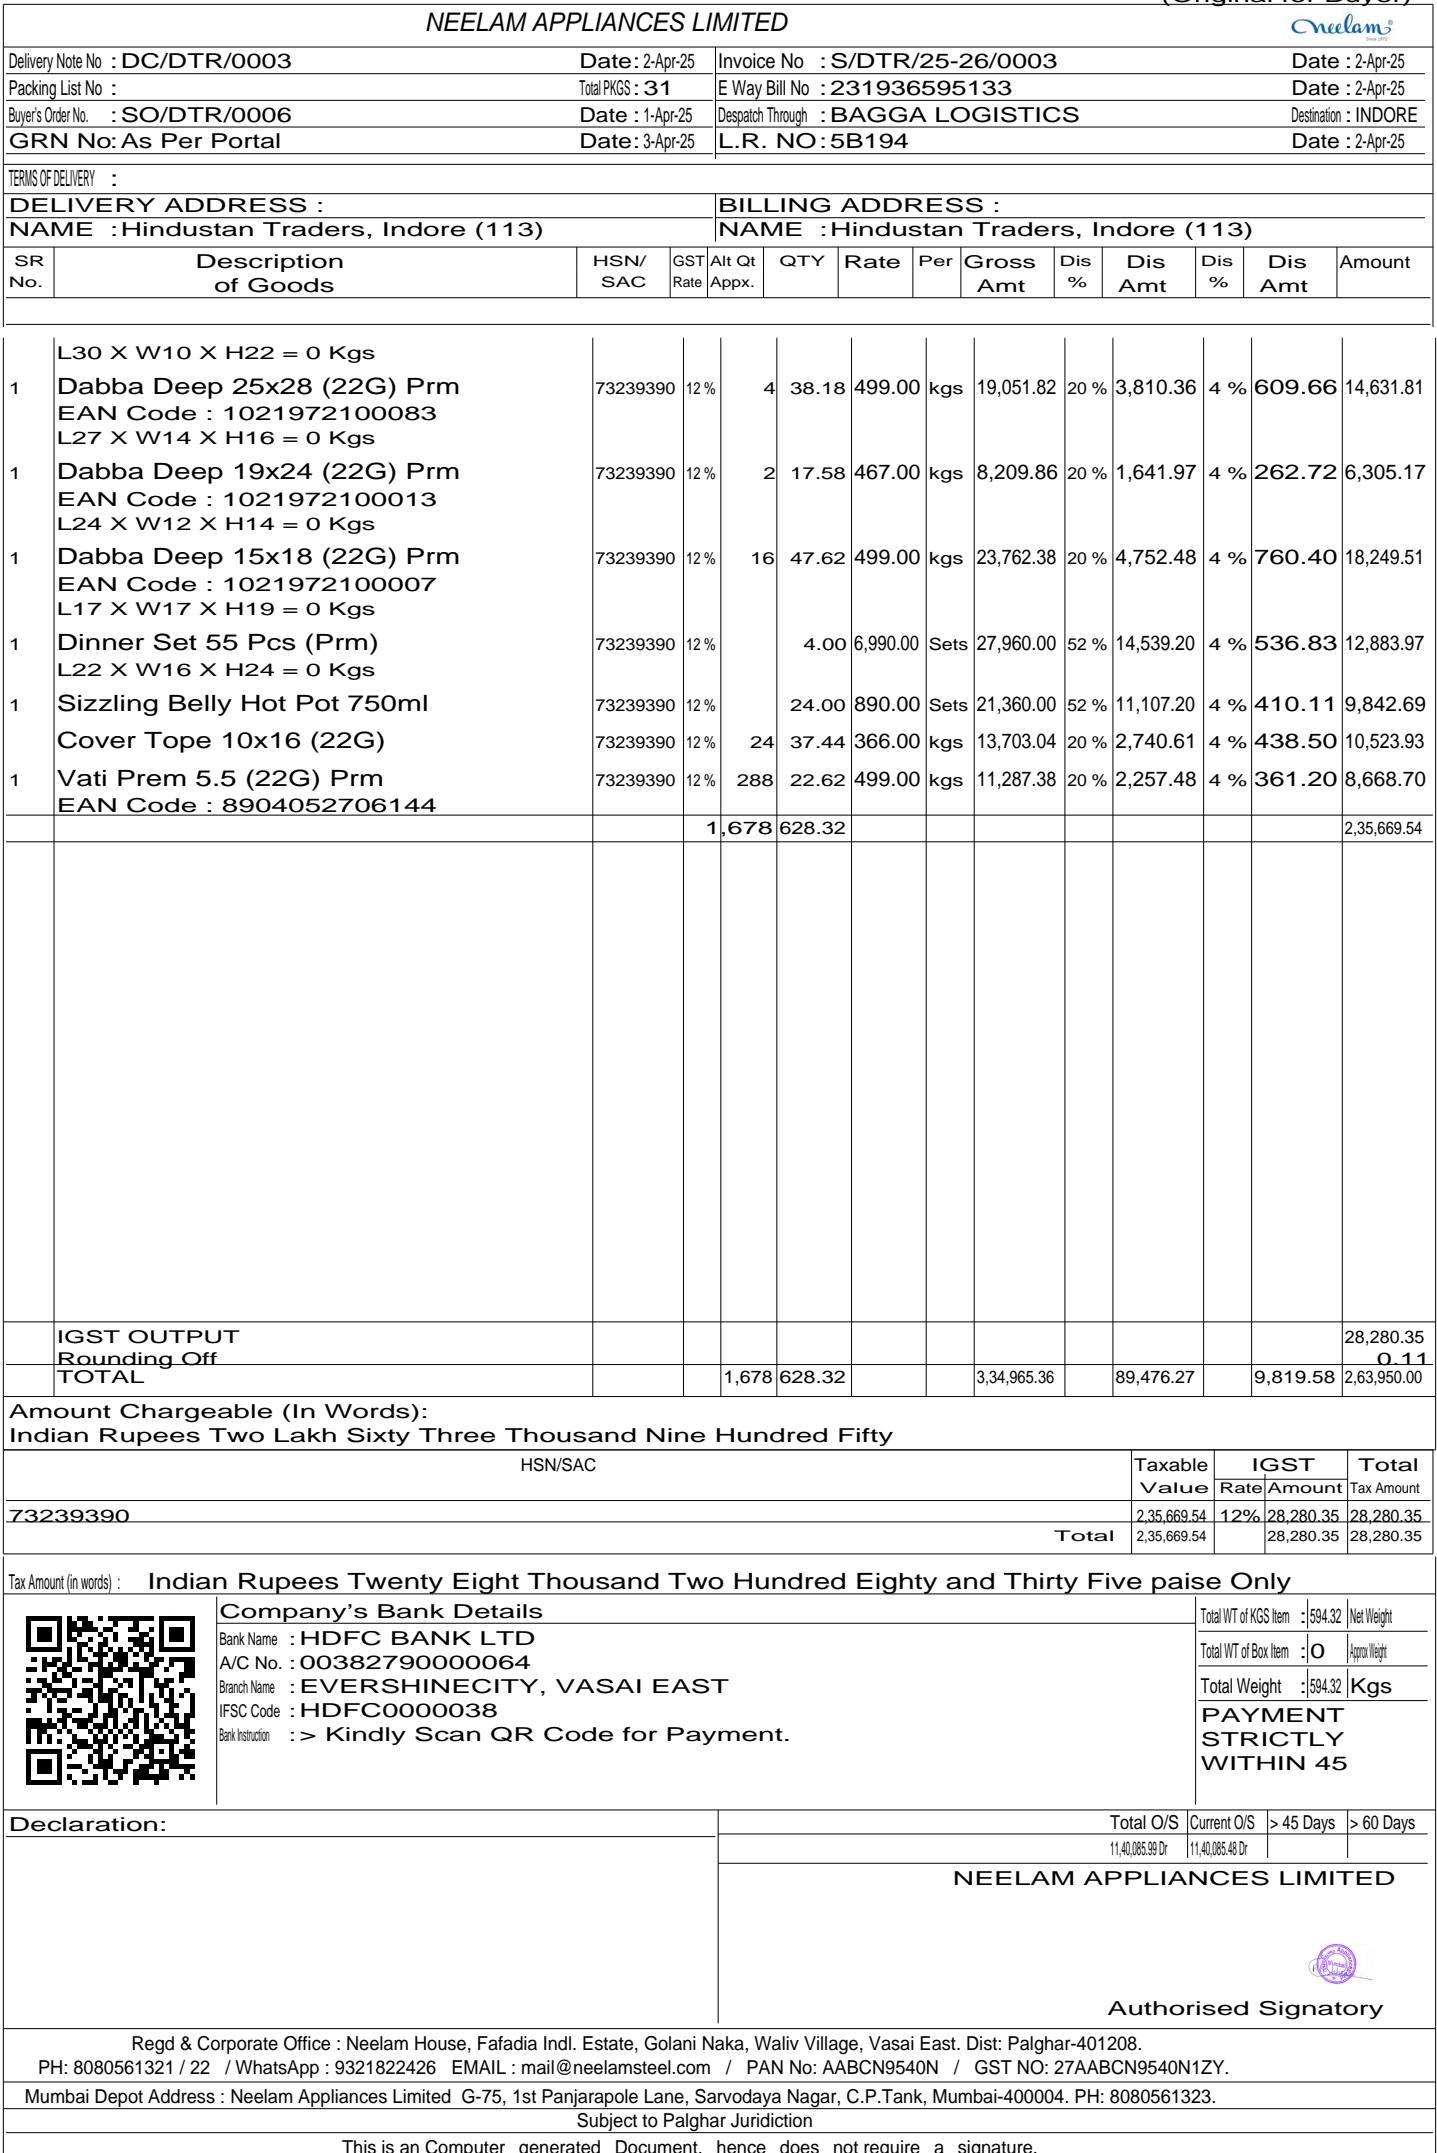 (Original for Buyer)
NEELAM APPLIANCES LIMITED
neelam®
Since 1972
Delivery Note No : DC/DTR/0003 Date: 2-Apr-25 Invoice No : S/DTR/25-26/0003 Date : 2-Apr-25
Packing List No : Total PKGS : 31 E Way Bill No : 231936595133 Date : 2-Apr-25
Buyer's Order No. : SO/DTR/0006 Date : 1-Apr-25 Despatch Through : BAGGA LOGISTICS Destination : INDORE
GRN No: As Per Portal Date: 3-Apr-25 L.R. NO : 5B194 Date : 2-Apr-25
TERMS OF DELIVERY :
DELIVERY ADDRESS : BILLING ADDRESS :
NAME : Hindustan Traders, Indore (113) NAME : Hindustan Traders, Indore (113)
SR Description HSN/ GST Alt Qt QTY Rate Per Gross Dis Dis Dis Dis Amount
No. of Goods SAC Rate Appx. Amt % Amt % Amt
L30 X W10 X H22 = 0 Kgs
1 Dabba Deep 25x28 (22G) Prm 73239390 12 % 4 38.18 499.00 kgs 19,051.82 20 % 3,810.36 4 % 609.66 14,631.81
EAN Code : 1021972100083
L27 X W14 X H16 = 0 Kgs
1 Dabba Deep 19x24 (22G) Prm 73239390 12 % 2 17.58 467.00 kgs 8,209.86 20 % 1,641.97 4 % 262.72 6,305.17
EAN Code : 1021972100013
L24 X W12 X H14 = 0 Kgs
1 Dabba Deep 15x18 (22G) Prm 73239390 12 % 16 47.62 499.00 kgs 23,762.38 20 % 4,752.48 4 % 760.40 18,249.51
EAN Code : 1021972100007
L17 X W17 X H19 = 0 Kgs
1 Dinner Set 55 Pcs (Prm) 73239390 12 % 4.00 6,990.00 Sets 27,960.00 52 % 14,539.20 4 % 536.83 12,883.97
L22 X W16 X H24 = 0 Kgs
1 Sizzling Belly Hot Pot 750ml 73239390 12 % 24.00 890.00 Sets 21,360.00 52 % 11,107.20 4 % 410.11 9,842.69
Cover Tope 10x16 (22G) 73239390 12 % 24 37.44 366.00 kgs 13,703.04 20 % 2,740.61 4 % 438.50 10,523.93
1 Vati Prem 5.5 (22G) Prm 73239390 12 % 288 22.62 499.00 kgs 11,287.38 20 % 2,257.48 4 % 361.20 8,668.70
EAN Code : 8904052706144
1,678 628.32 2,35,669.54
IGST OUTPUT 28,280.35
Rounding Off 0.11
TOTAL 1,678 628.32 3,34,965.36 89,476.27 9,819.58 2,63,950.00
Amount Chargeable (In Words):
Indian Rupees Two Lakh Sixty Three Thousand Nine Hundred Fifty
HSN/SAC Taxable IGST Total
Value Rate Amount Tax Amount
73239390 2,35,669.54 12% 28,280.35 28,280.35
Total 2,35,669.54 28,280.35 28,280.35
Tax Amount (in words) : Indian Rupees Twenty Eight Thousand Two Hundred Eighty and Thirty Five paise Only
Company's Bank Details
Bank Name : HDFC BANK LTD
A/C No. : 00382790000064
Branch Name : EVERSHINECITY, VASAI EAST
IFSC Code : HDFC0000038
Bank Instruction : > Kindly Scan QR Code for Payment.
Total WT of KGS Item : 594.32 Net Weight
Total WT of Box Item : 0 Approx Weight
Total Weight : 594.32 Kgs
PAYMENT
STRICTLY
WITHIN 45
Declaration:
Total O/S Current O/S > 45 Days > 60 Days
11,40,085.99 Dr 11,40,085.48 Dr
NEELAM APPLIANCES LIMITED
Authorised Signatory
Regd & Corporate Office : Neelam House, Fafadia Indl. Estate, Golani Naka, Waliv Village, Vasai East. Dist: Palghar-401208.
PH: 8080561321 / 22 / WhatsApp : 9321822426 EMAIL : mail@neelamsteel.com / PAN No: AABCN9540N / GST NO: 27AABCN9540N1ZY.
Mumbai Depot Address : Neelam Appliances Limited G-75, 1st Panjarapole Lane, Sarvodaya Nagar, C.P.Tank, Mumbai-400004. PH: 8080561323.
Subject to Palghar Juridiction
This is an Computer generated Document, hence does not require a signature.